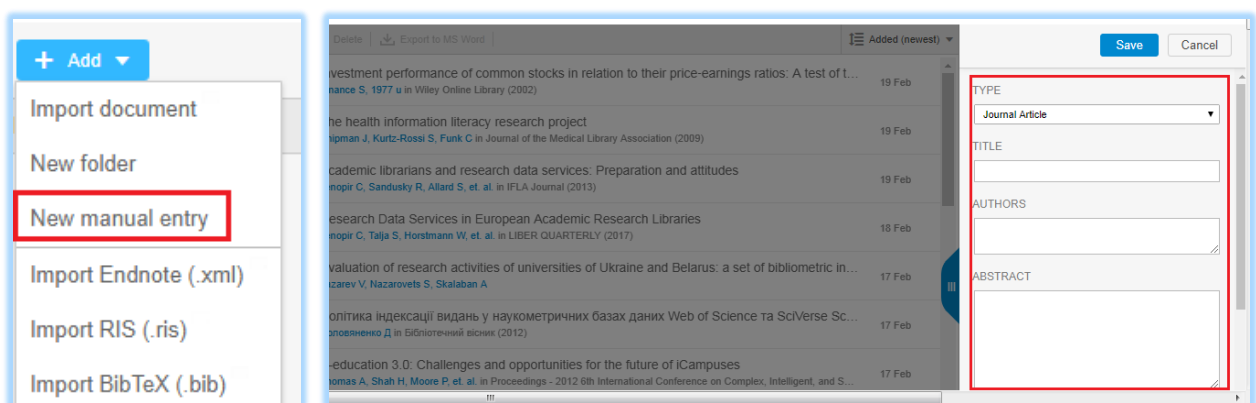 + Add
Import document
New folder
New manual entry
Import Endnote (.xml)
Import RIS (.ris)
Import BibTeX (.bib)
Delete Export to MS Word Added (newest)
vestment performance of common stocks in relation to their price-earnings ratios: A test of t... 19 Feb
nance S, 1977 u in Wiley Online Library (2002)
he health information literacy research project 19 Feb
hipman J, Kurtz-Rossi S, Funk C in Journal of the Medical Library Association (2009)
cademic librarians and research data services: Preparation and attitudes 19 Feb
enopir C, Sandusky R, Allard S, et. al. in IFLA Journal (2013)
esearch Data Services in European Academic Research Libraries 18 Feb
enopir C, Talja S, Horstmann W, et. al. in LIBER QUARTERLY (2017)
valuation of research activities of universities of Ukraine and Belarus: a set of bibliometric in... 17 Feb
azarev V, Nazarovets S, Skalaban A
олітика індексації видань у наукометричних базах даних Web of Science та SciVerse Sc... 17 Feb
оловяненко Д in Бібліотечний вісник (2012)
-education 3.0: Challenges and opportunities for the future of iCampuses 17 Feb
homas A, Shah H, Moore P, et. al. in Proceedings - 2012 6th International Conference on Complex, Intelligent, and S...
Save Cancel
TYPE
Journal Article
TITLE
AUTHORS
ABSTRACT